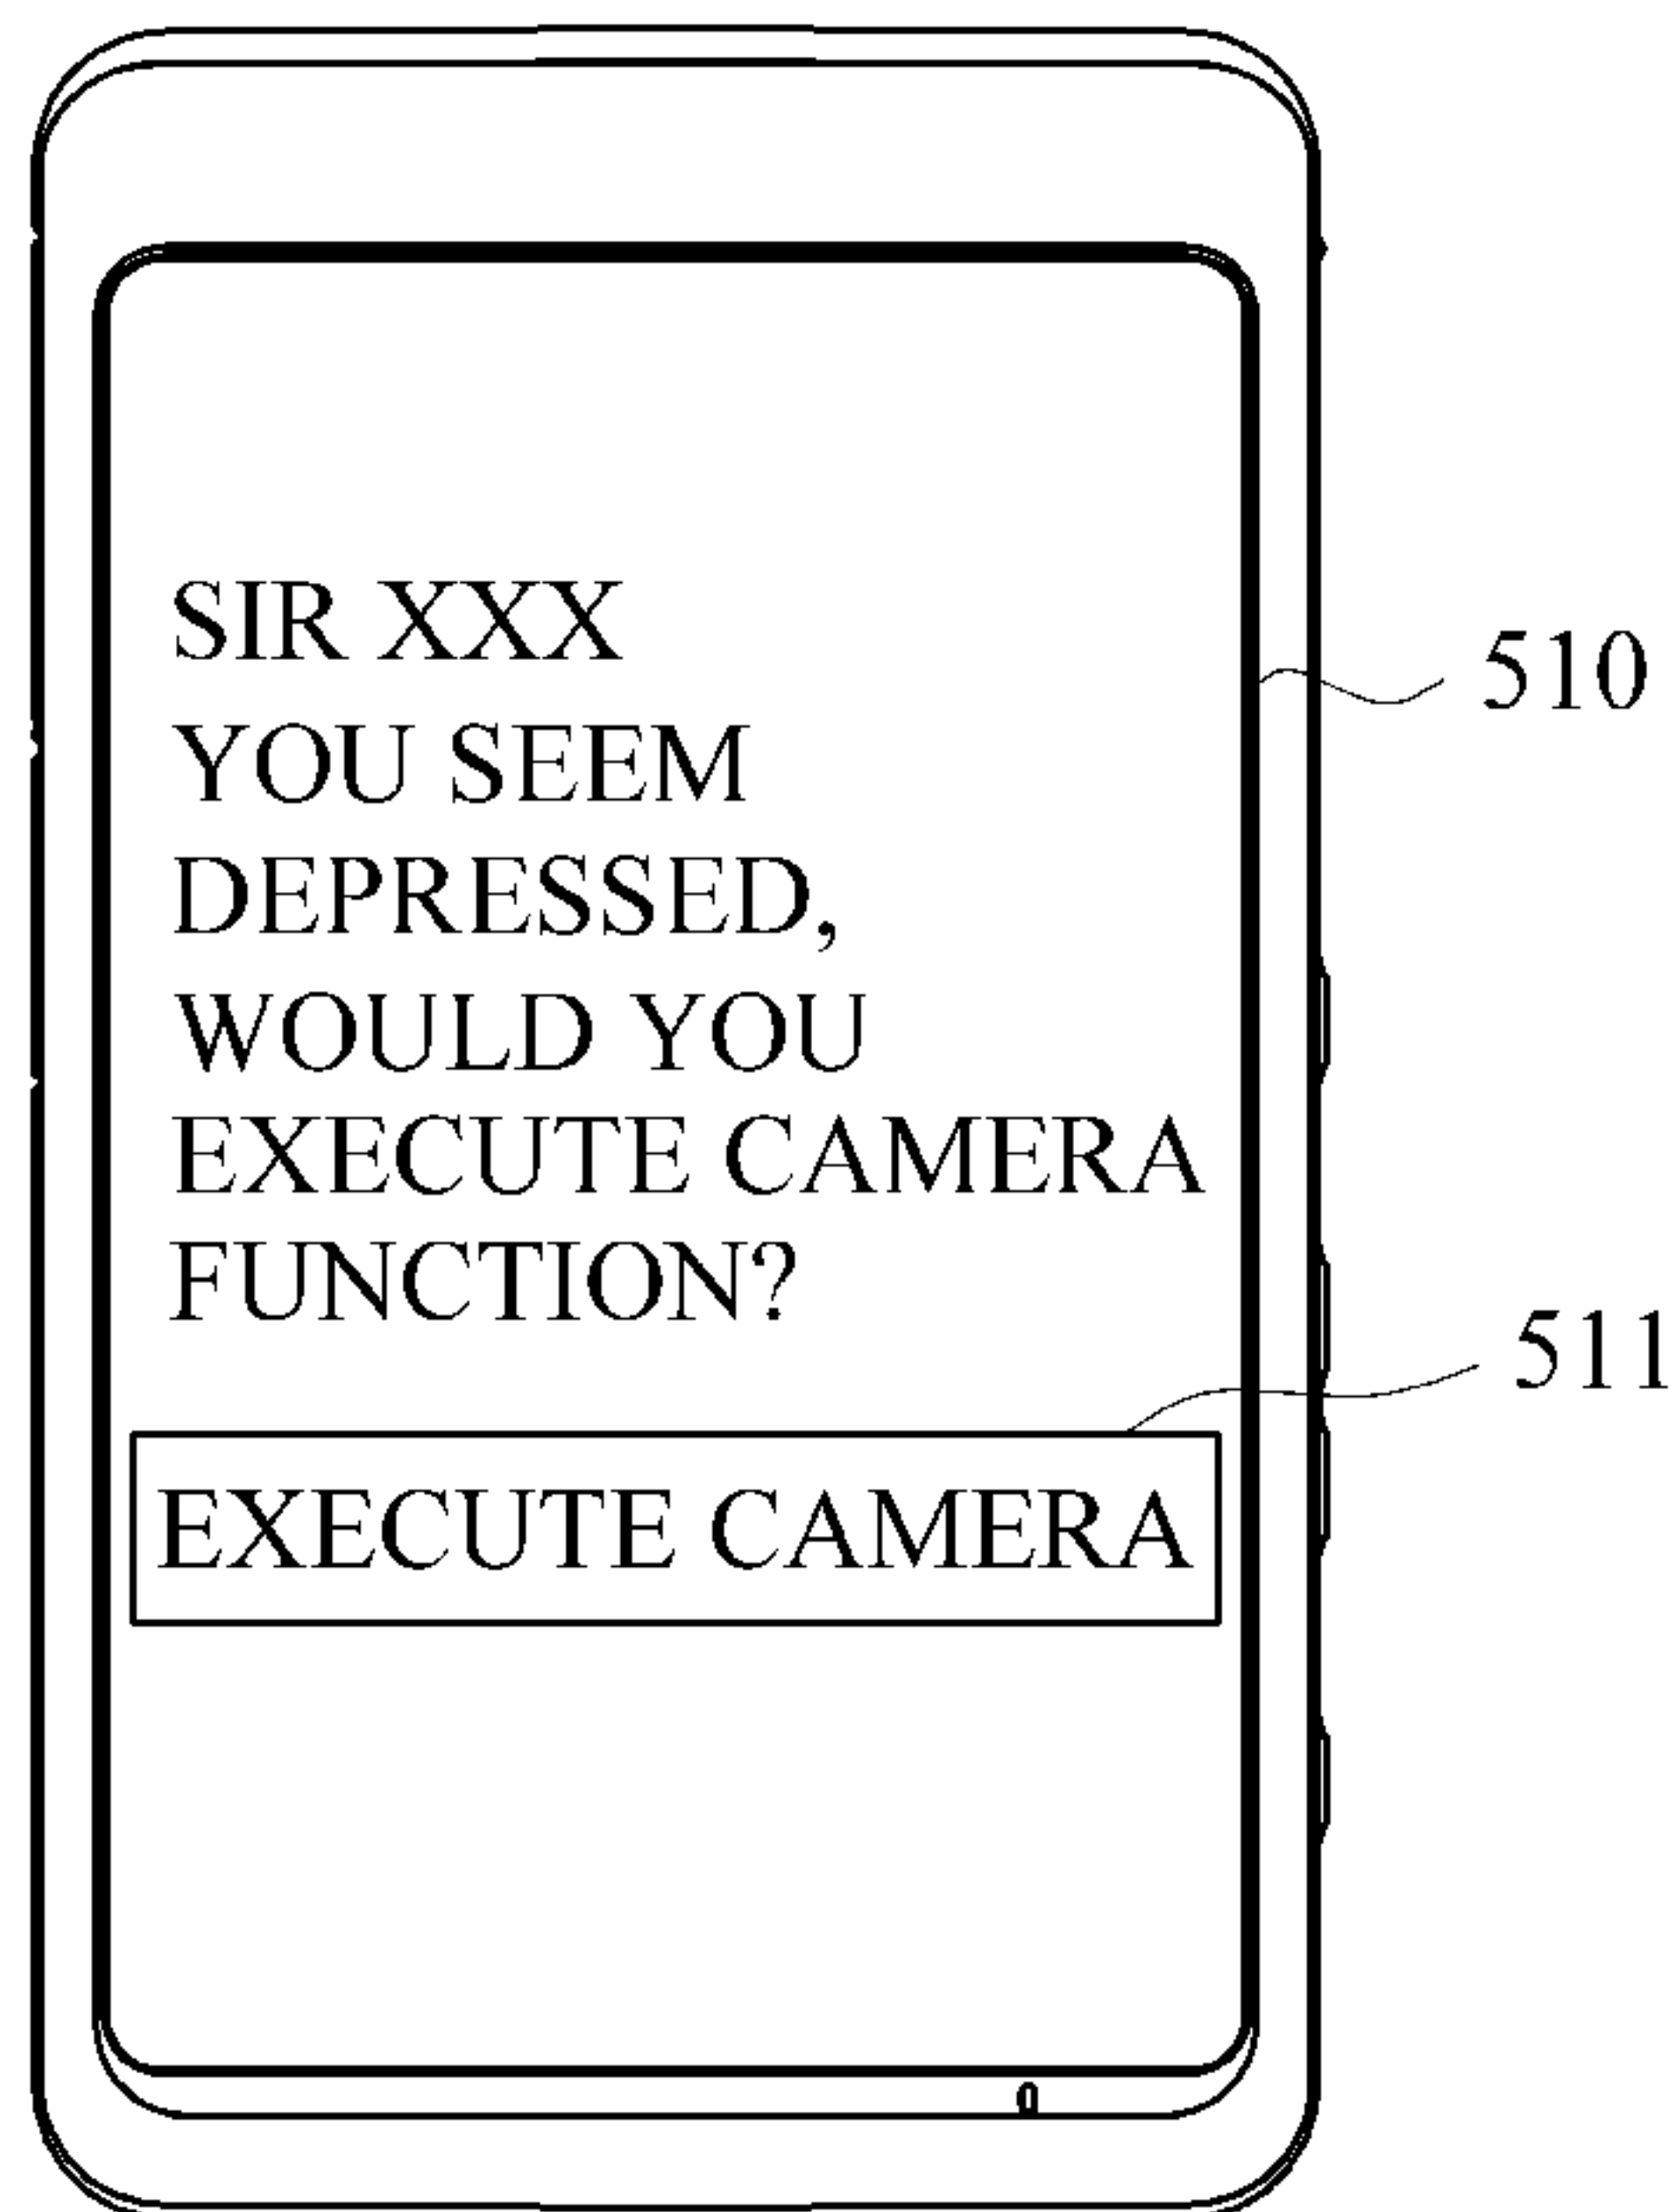 SIR XXX
YOU SEEM
DEPRESSED,
WOULD YOU
EXECUTE CAMERA
FUNCTION?
EXECUTE CAMERA
510
511